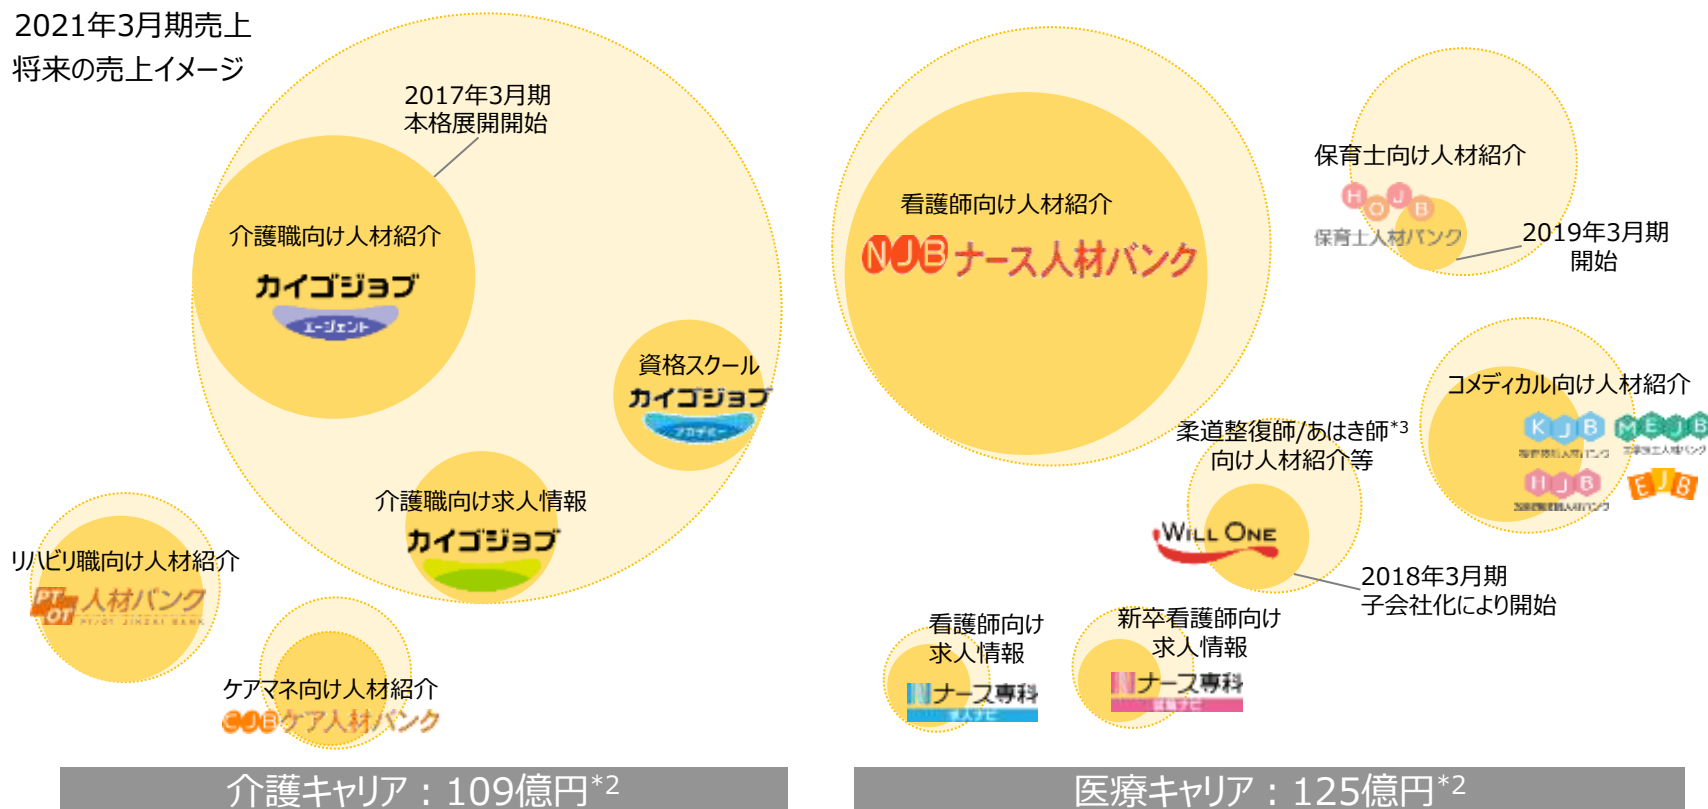 2021年3月期売上
将来の売上イメージ
2017年3月期
本格展開開始
介護職向け人材紹介
カイゴジョブ
エージェント
資格スクール
カイゴジョブ
アカデミー
介護職向け求人情報
カイゴジョブ
リハビリ職向け人材紹介
PT OT 人材バンク
PT/OT JINZAI BANK
ケアマネ向け人材紹介
CJB ケア人材バンク
介護キャリア：109億円*2
看護師向け人材紹介
NJB ナース人材バンク
保育士向け人材紹介
HOJB
保育士人材バンク
2019年3月期
開始
コメディカル向け人材紹介
KJB MEJB
HJB EJB
柔道整復師/あはき師*3
向け人材紹介等
WILL ONE
2018年3月期
子会社化により開始
看護師向け
求人情報
ナース専科
求人ナビ
新卒看護師向け
求人情報
ナース専科
就職ナビ
医療キャリア：125億円*2